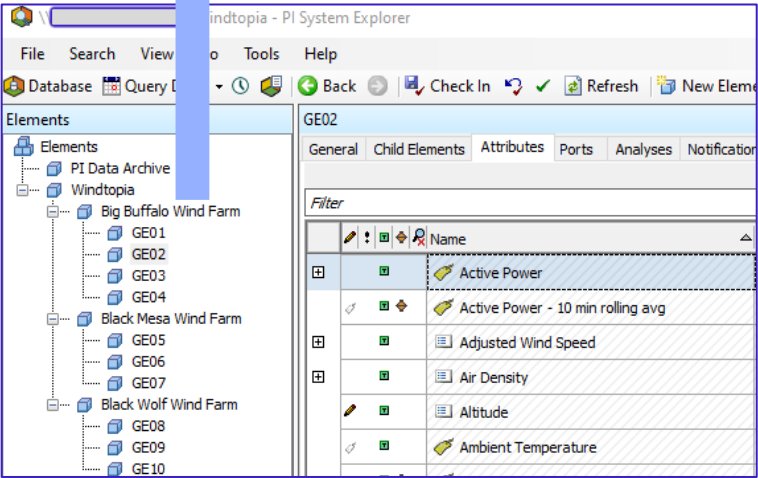 \\ indtopia - PI System Explorer
File Search View o Tools Help
Database Query Back Check In Refresh New Eleme
Elements
GE02
Elements
PI Data Archive
Windtopia
Big Buffalo Wind Farm
GE01
GE02
GE03
GE04
Black Mesa Wind Farm
GE05
GE06
GE07
Black Wolf Wind Farm
GE08
GE09
GE10
General Child Elements Attributes Ports Analyses Notification
Filter
Name
Active Power
Active Power - 10 min rolling avg
Adjusted Wind Speed
Air Density
Altitude
Ambient Temperature